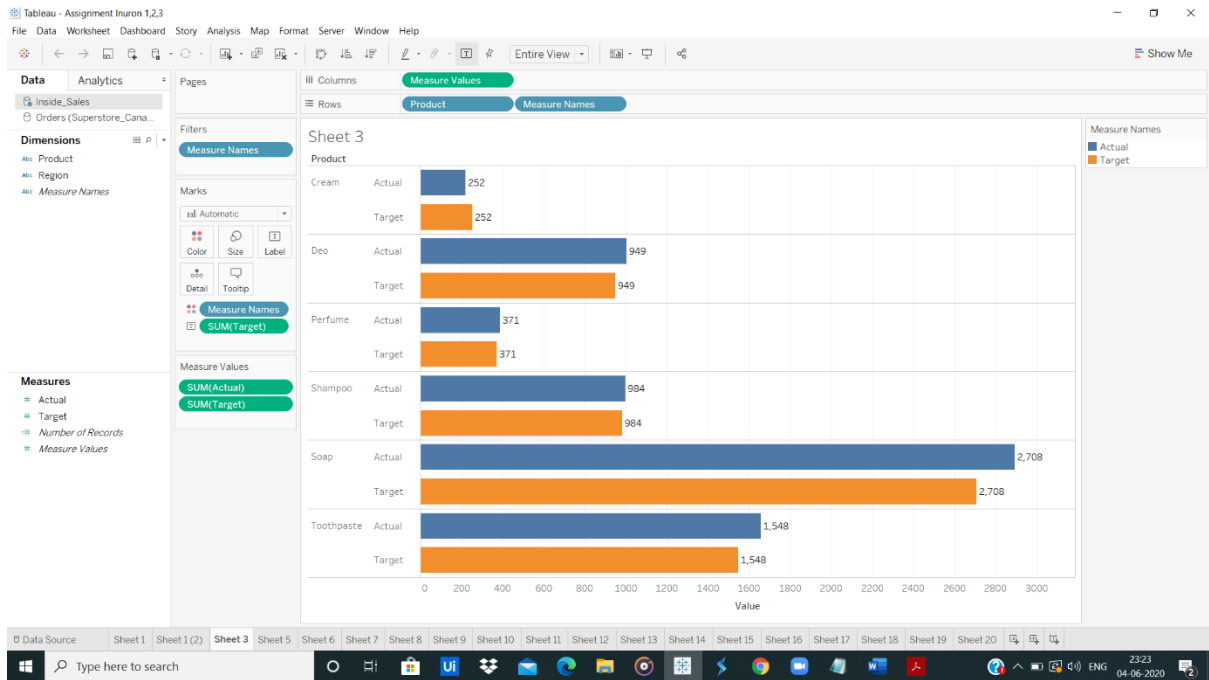 Tableau - Assignment Inuron 1,2,3
File Data Worksheet Dashboard Story Analysis Map Format Server Window Help
Entire View
Show Me
Data Analytics
Pages
Columns
Measure Values
Inside_Sales
Orders (Superstore_Cana...
Rows
Product
Measure Names
Dimensions
Abc Product
Abc Region
Abc Measure Names
Filters
Measure Names
Marks
Automatic
Color Size Label
Detail Tooltip
Measure Names
SUM(Target)
Measure Values
SUM(Actual)
SUM(Target)
Measures
# Actual
# Target
=# Number of Records
# Measure Values
Sheet 3
Product
Cream Actual 252
Target 252
Deo Actual 949
Target 949
Perfume Actual 371
Target 371
Shampoo Actual 984
Target 984
Soap Actual 2,708
Target 2,708
Toothpaste Actual 1,548
Target 1,548
0 200 400 600 800 1000 1200 1400 1600 1800 2000 2200 2400 2600 2800 3000
Value
Measure Names
Actual
Target
Data Source Sheet 1 Sheet 1 (2) Sheet 3 Sheet 5 Sheet 6 Sheet 7 Sheet 8 Sheet 9 Sheet 10 Sheet 11 Sheet 12 Sheet 13 Sheet 14 Sheet 15 Sheet 16 Sheet 17 Sheet 18 Sheet 19 Sheet 20
Type here to search
Ui
ENG
23:23
04-06-2020
2